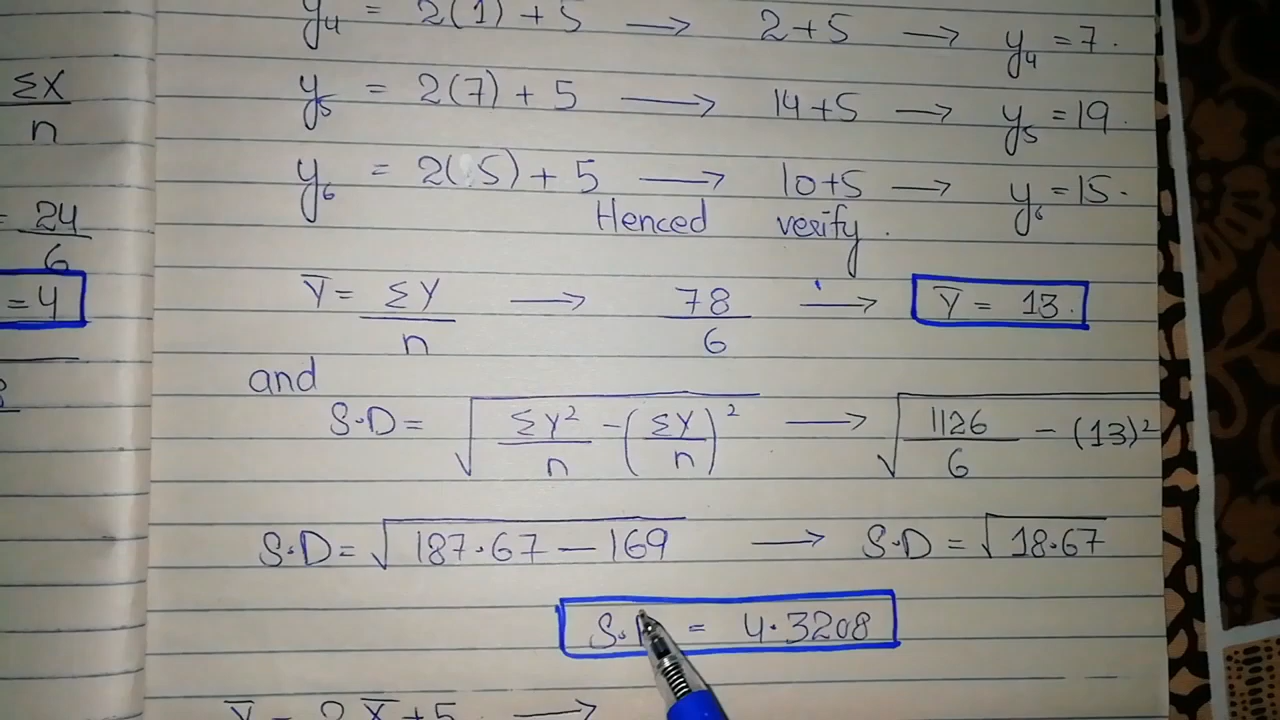 y4 = 2(1) + 5 → 2+5 → y4 = 7.
y5 = 2(7) + 5 → 14+5 → y5 = 19.
y6 = 2(5) + 5 → 10+5 → y6 = 15.
Henced verify.
ΣX/n
= 24/6
= 4
Ȳ = ΣY/n → 78/6 → Ȳ = 13.
and
S.D = √(ΣY²/n - (ΣY/n)²) → √(1126/6 - (13)²)
S.D = √(187.67 - 169) → S.D = √18.67
S.D = 4.3208
Ȳ = 2X̄ + 5 →